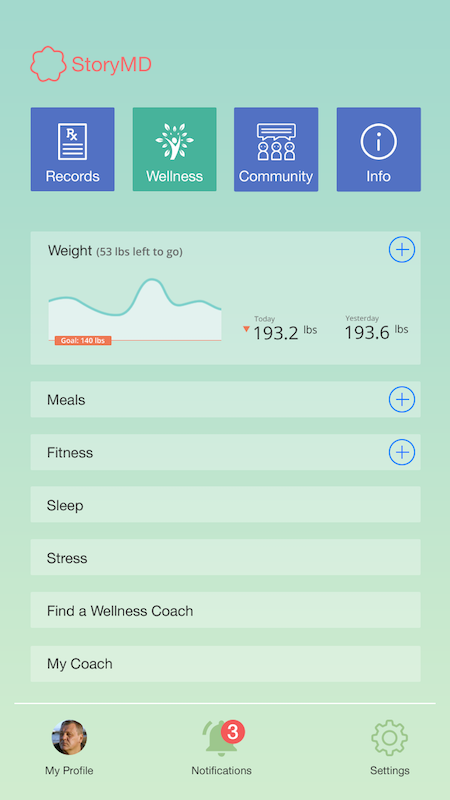 StoryMD
Rx
Records
Wellness
Community
Info
Weight (53 lbs left to go)
Goal: 140 lbs
Today
193.2 lbs
Yesterday
193.6 lbs
Meals
Fitness
Sleep
Stress
Find a Wellness Coach
My Coach
3
My Profile
Notifications
Settings